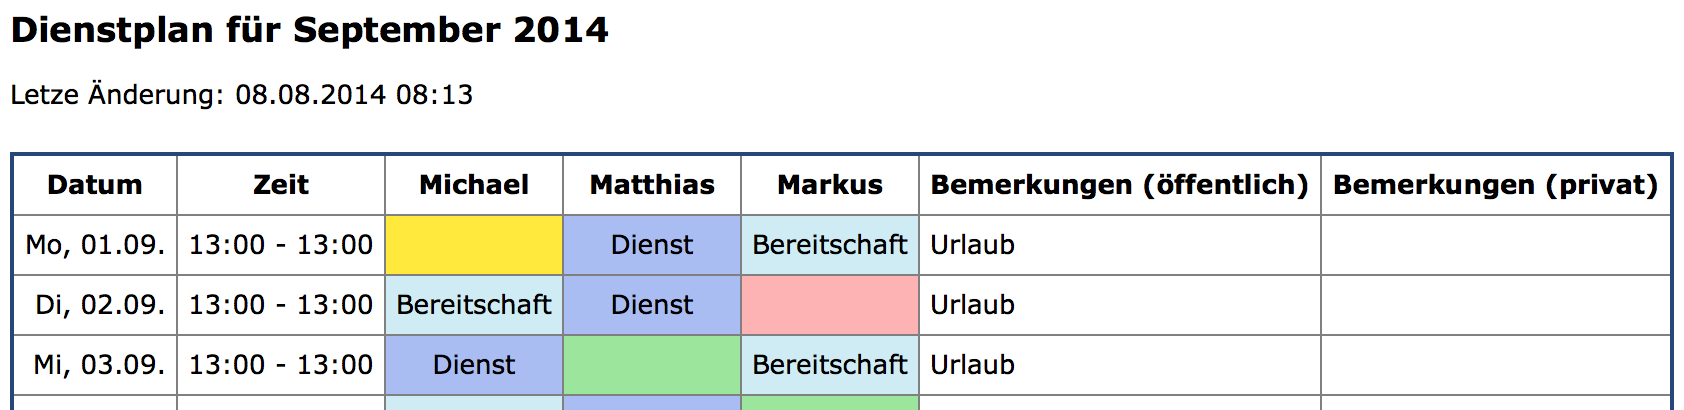 Dienstplan für September 2014
Letze Änderung: 08.08.2014 08:13
Datum Zeit Michael Matthias Markus Bemerkungen (öffentlich) Bemerkungen (privat)
Mo, 01.09. 13:00 - 13:00 Dienst Bereitschaft Urlaub
Di, 02.09. 13:00 - 13:00 Bereitschaft Dienst Urlaub
Mi, 03.09. 13:00 - 13:00 Dienst Bereitschaft Urlaub